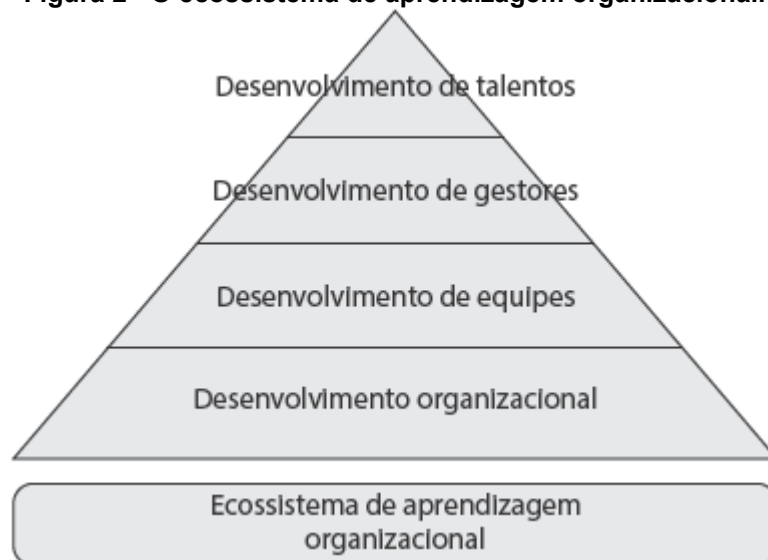 Figura 2 - O ecossistema de aprendizagem organizacional.
Desenvolvimento de talentos
Desenvolvimento de gestores
Desenvolvimento de equipes
Desenvolvimento organizacional
Ecossistema de aprendizagem
organizacional